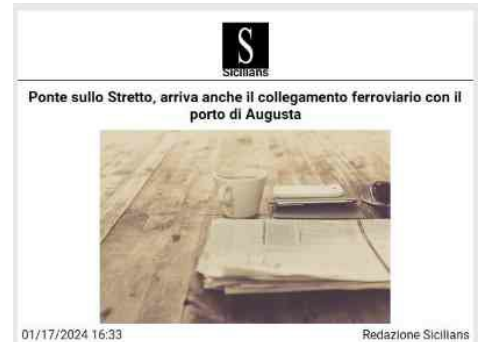 S
Sicilians
Ponte sullo Stretto, arriva anche il collegamento ferroviario con il
porto di Augusta
01/17/2024 16:33
Redazione Sicilians